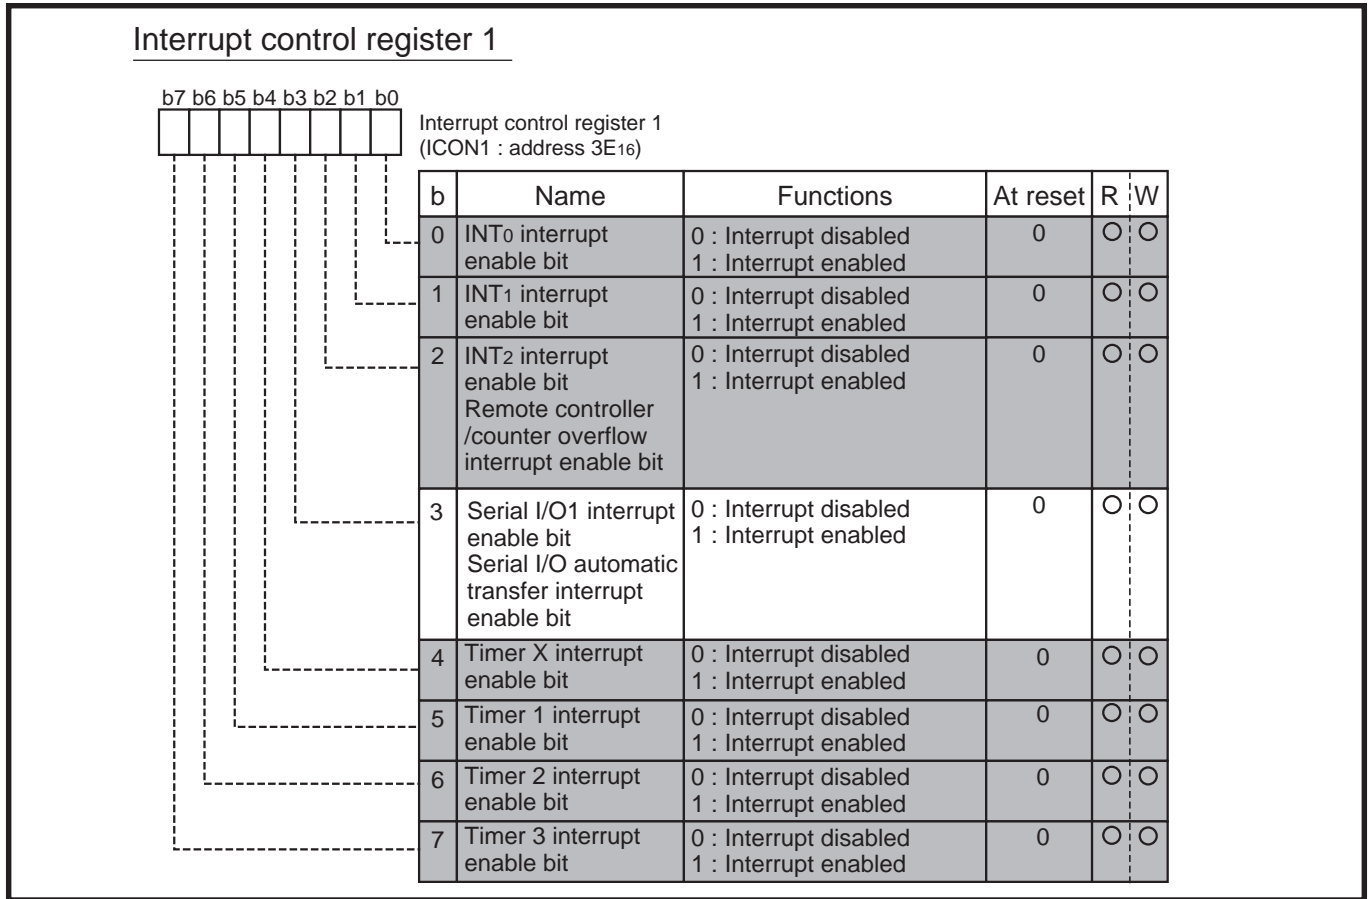 Interrupt control register 1
b7 b6 b5 b4 b3 b2 b1 b0
Interrupt control register 1
(ICON1 : address 3E16)
b Name Functions At reset R W
0 INT0 interrupt enable bit 0 : Interrupt disabled 1 : Interrupt enabled 0 O O
1 INT1 interrupt enable bit 0 : Interrupt disabled 1 : Interrupt enabled 0 O O
2 INT2 interrupt enable bit Remote controller /counter overflow interrupt enable bit 0 : Interrupt disabled 1 : Interrupt enabled 0 O O
3 Serial I/O1 interrupt enable bit Serial I/O automatic transfer interrupt enable bit 0 : Interrupt disabled 1 : Interrupt enabled 0 O O
4 Timer X interrupt enable bit 0 : Interrupt disabled 1 : Interrupt enabled 0 O O
5 Timer 1 interrupt enable bit 0 : Interrupt disabled 1 : Interrupt enabled 0 O O
6 Timer 2 interrupt enable bit 0 : Interrupt disabled 1 : Interrupt enabled 0 O O
7 Timer 3 interrupt enable bit 0 : Interrupt disabled 1 : Interrupt enabled 0 O O